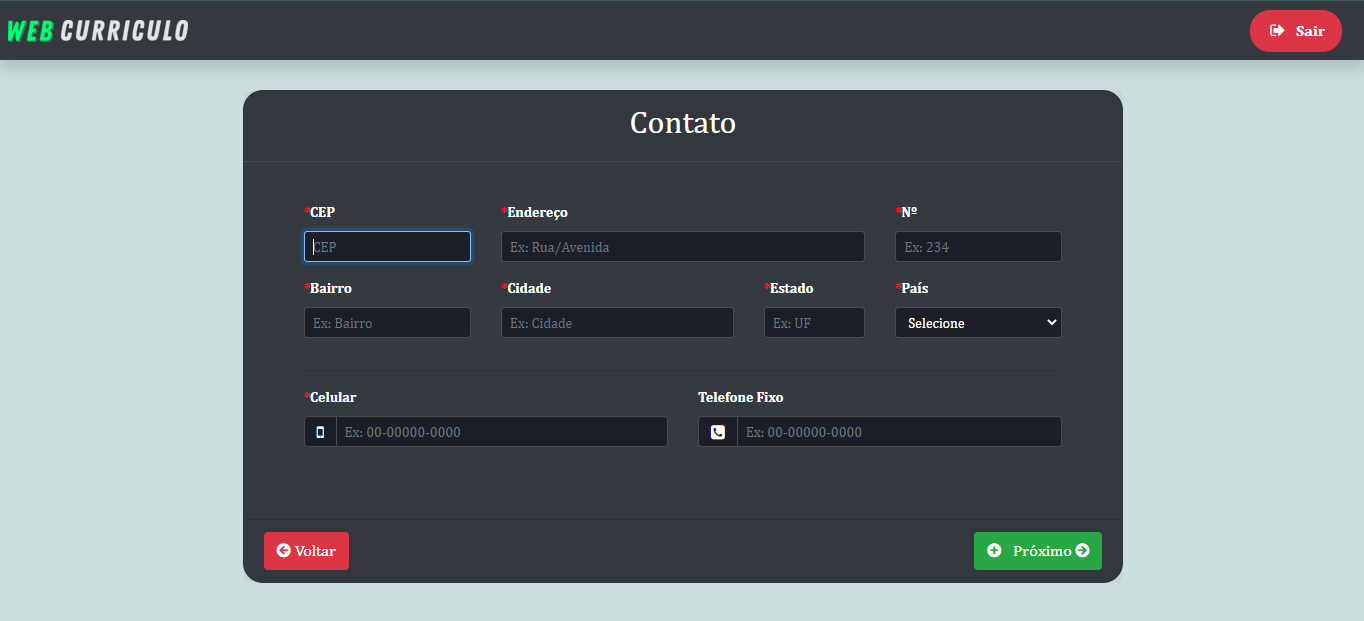 WEB CURRICULO
Sair
Contato
*CEP *Endereço *Nº
CEP Ex: Rua/Avenida Ex: 234
*Bairro *Cidade *Estado *País
Ex: Bairro Ex: Cidade Ex: UF Selecione
*Celular Telefone Fixo
Ex: 00-00000-0000 Ex: 00-00000-0000
Voltar Próximo